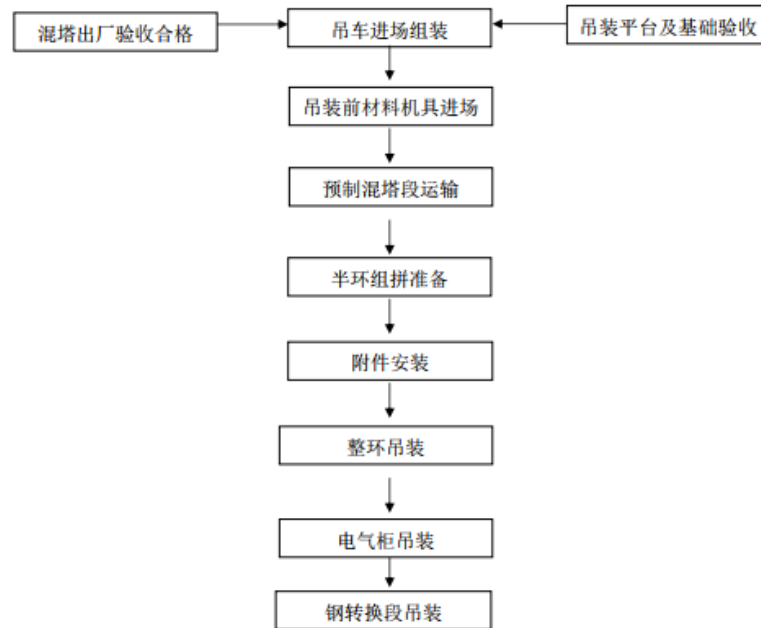 混塔出厂验收合格
吊车进场组装
吊装平台及基础验收
吊装前材料机具进场
预制混塔段运输
半环组拼准备
附件安装
整环吊装
电气柜吊装
钢转换段吊装